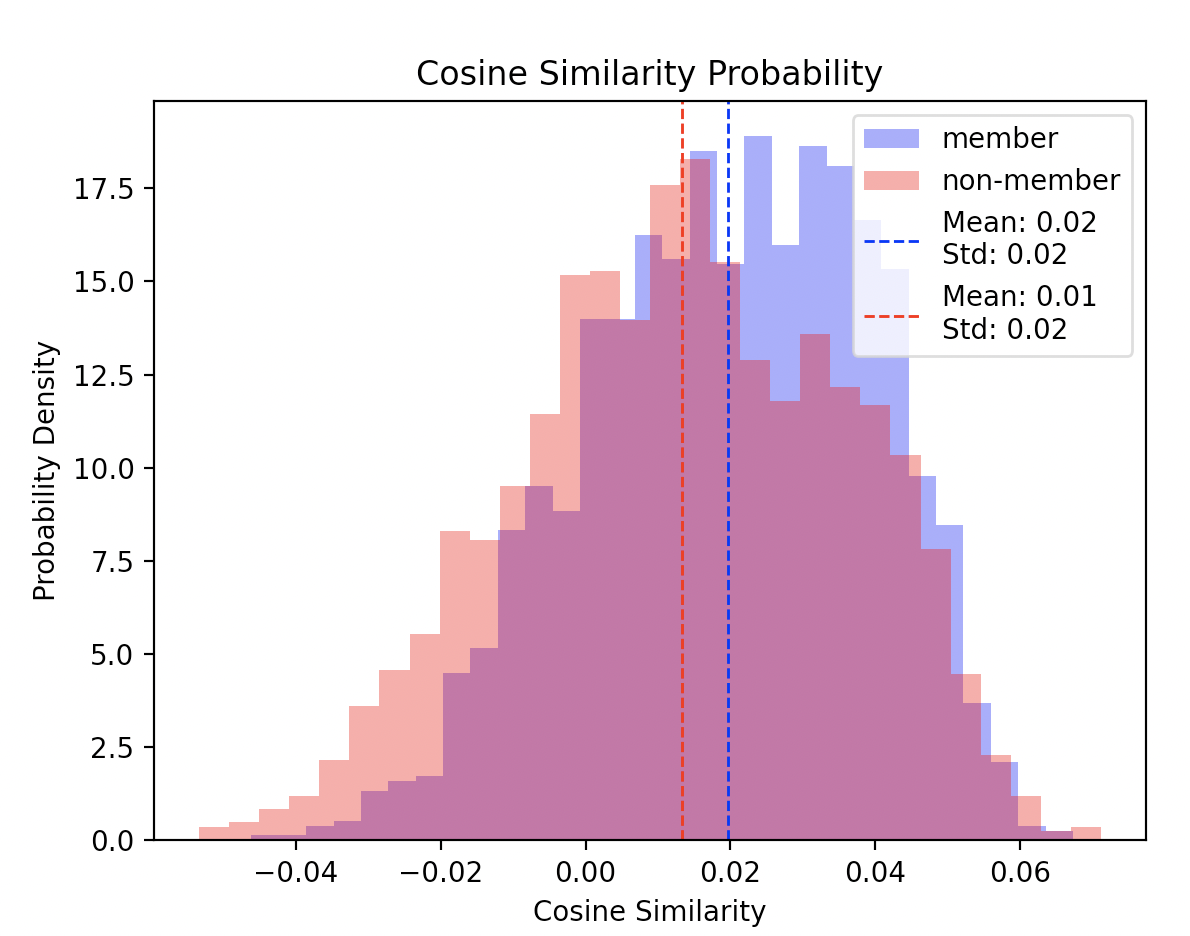 Cosine Similarity Probability
member
non-member
Mean: 0.02
Std: 0.02
Mean: 0.01
Std: 0.02
17.5
15.0
12.5
10.0
7.5
5.0
2.5
0.0
Probability Density
−0.04 −0.02 0.00 0.02 0.04 0.06
Cosine Similarity